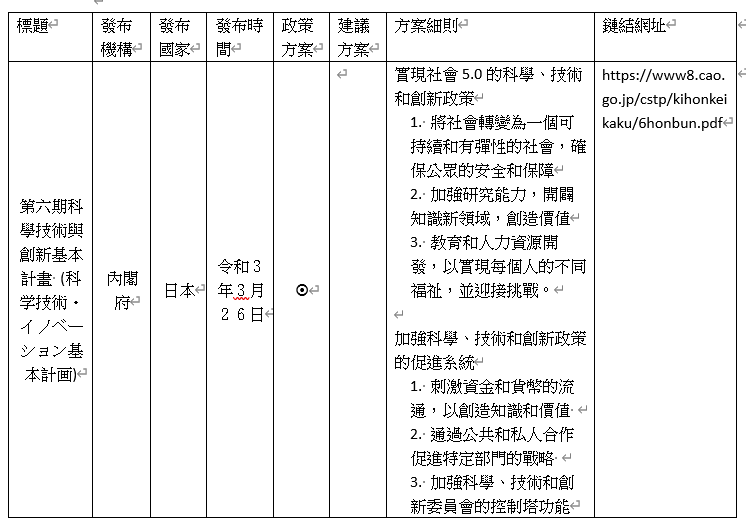 標題
發布
機構
發布
國家
發布時
間
政策
方案
建議
方案
方案細則
鏈結網址
第六期科
學技術與
創新基本
計畫 (科
学技術・
イノベー
ション基
本計画)
內閣
府
日本
令和３
年３月
２６日
實現社會 5.0 的科學、技術
和創新政策
1. 將社會轉變為一個可
持續和有彈性的社會，確
保公眾的安全和保障
2. 加強研究能力，開闢
知識新領域，創造價值
3. 教育和人力資源開
發，以實現每個人的不同
福祉，並迎接挑戰。
加強科學、技術和創新政策
的促進系統
1. 刺激資金和貨幣的流
通，以創造知識和價值
2. 通過公共和私人合作
促進特定部門的戰略
3. 加強科學、技術和創
新委員會的控制塔功能
https://www8.cao.
go.jp/cstp/kihonkei
kaku/6honbun.pdf